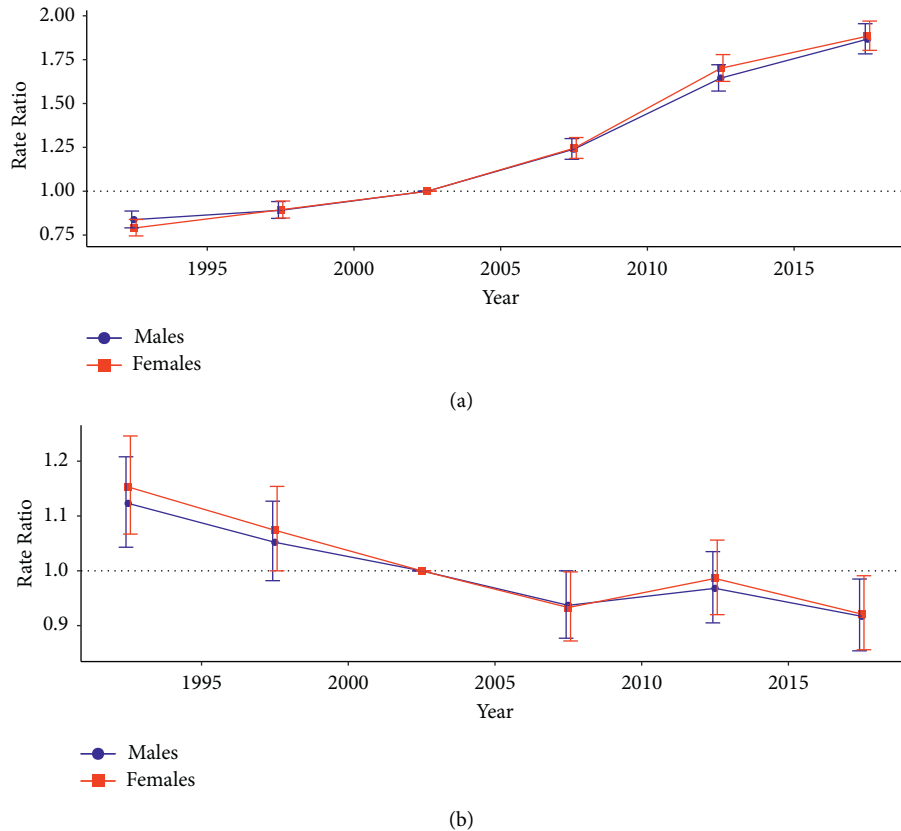 2.00
1.75
1.50
1.25
1.00
0.75
Rate Ratio
1995 2000 2005 2010 2015
Year
Males
Females
(a)
1.2
1.1
1.0
0.9
Rate Ratio
1995 2000 2005 2010 2015
Year
Males
Females
(b)